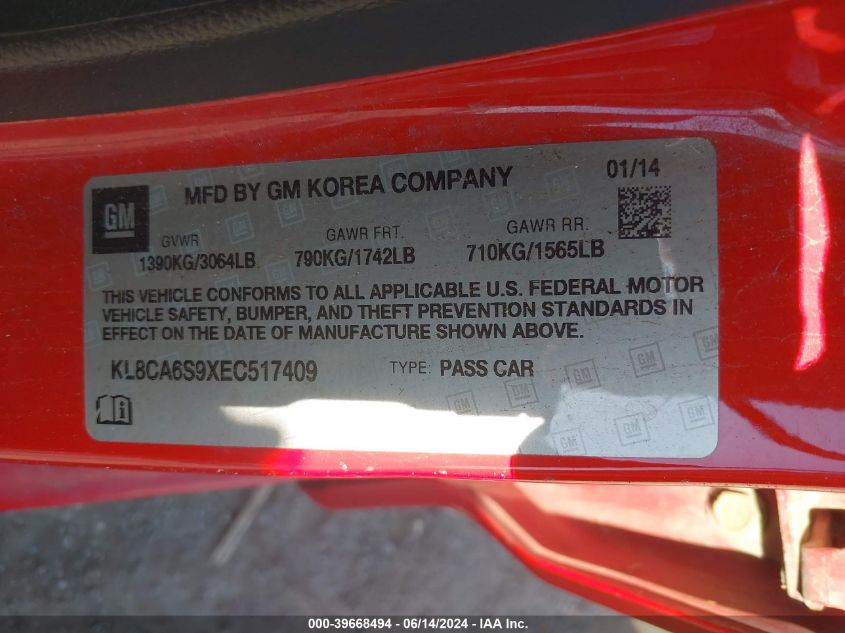 MFD BY GM KOREA COMPANY
01/14
GM
GVWR
1390KG/3064LB
GAWR FRT.
790KG/1742LB
GAWR RR.
710KG/1565LB
THIS VEHICLE CONFORMS TO ALL APPLICABLE U.S. FEDERAL MOTOR
VEHICLE SAFETY, BUMPER, AND THEFT PREVENTION STANDARDS IN
EFFECT ON THE DATE OF MANUFACTURE SHOWN ABOVE.
KL8CA6S9XEC517409
TYPE: PASS CAR
000-39668494 - 06/14/2024 - IAA Inc.